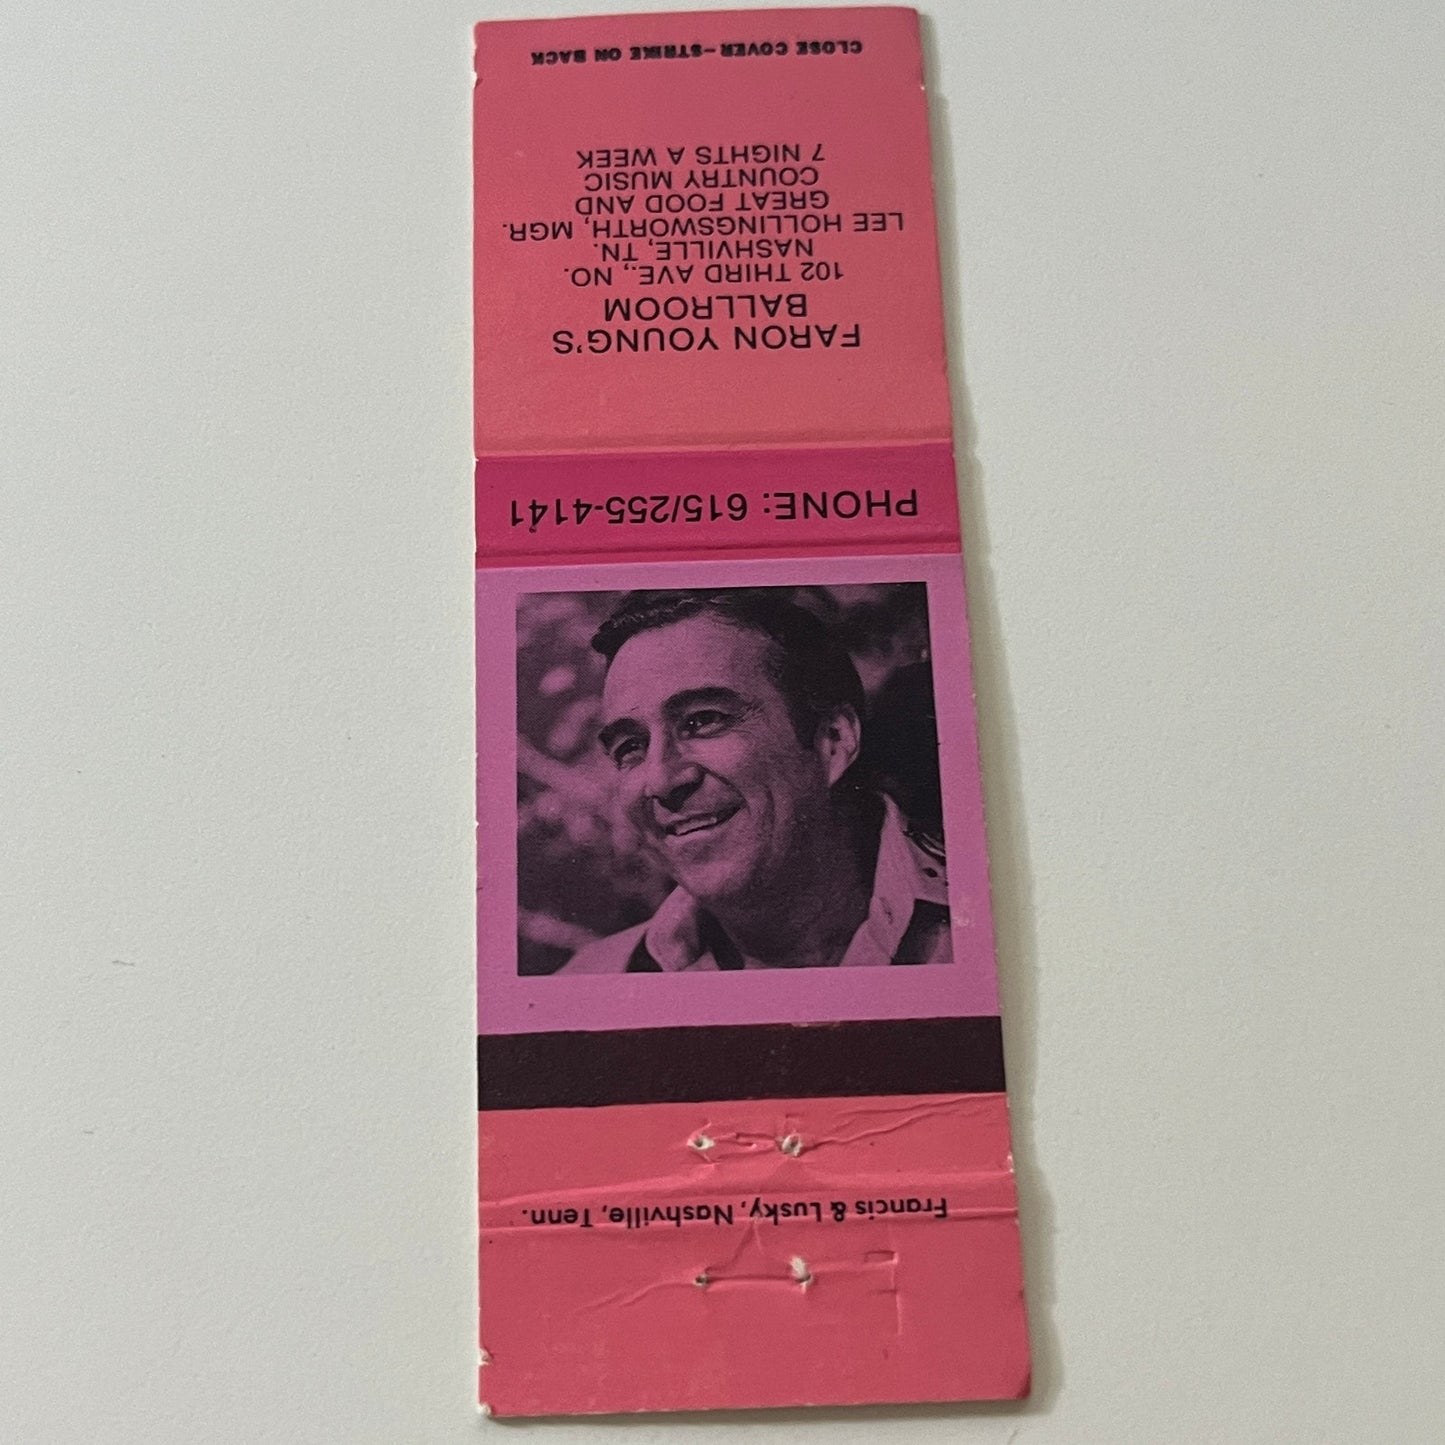 FARON YOUNG'S
BALLROOM
102 THIRD AVE., NO.
NASHVILLE, TN.
LEE HOLLINGSWORTH, MGR.
GREAT FOOD AND
COUNTRY MUSIC
7 NIGHTS A WEEK
CLOSE COVER—STRIKE ON BACK
PHONE: 615/255-4141
Francis & Lusky, Nashville, Tenn.